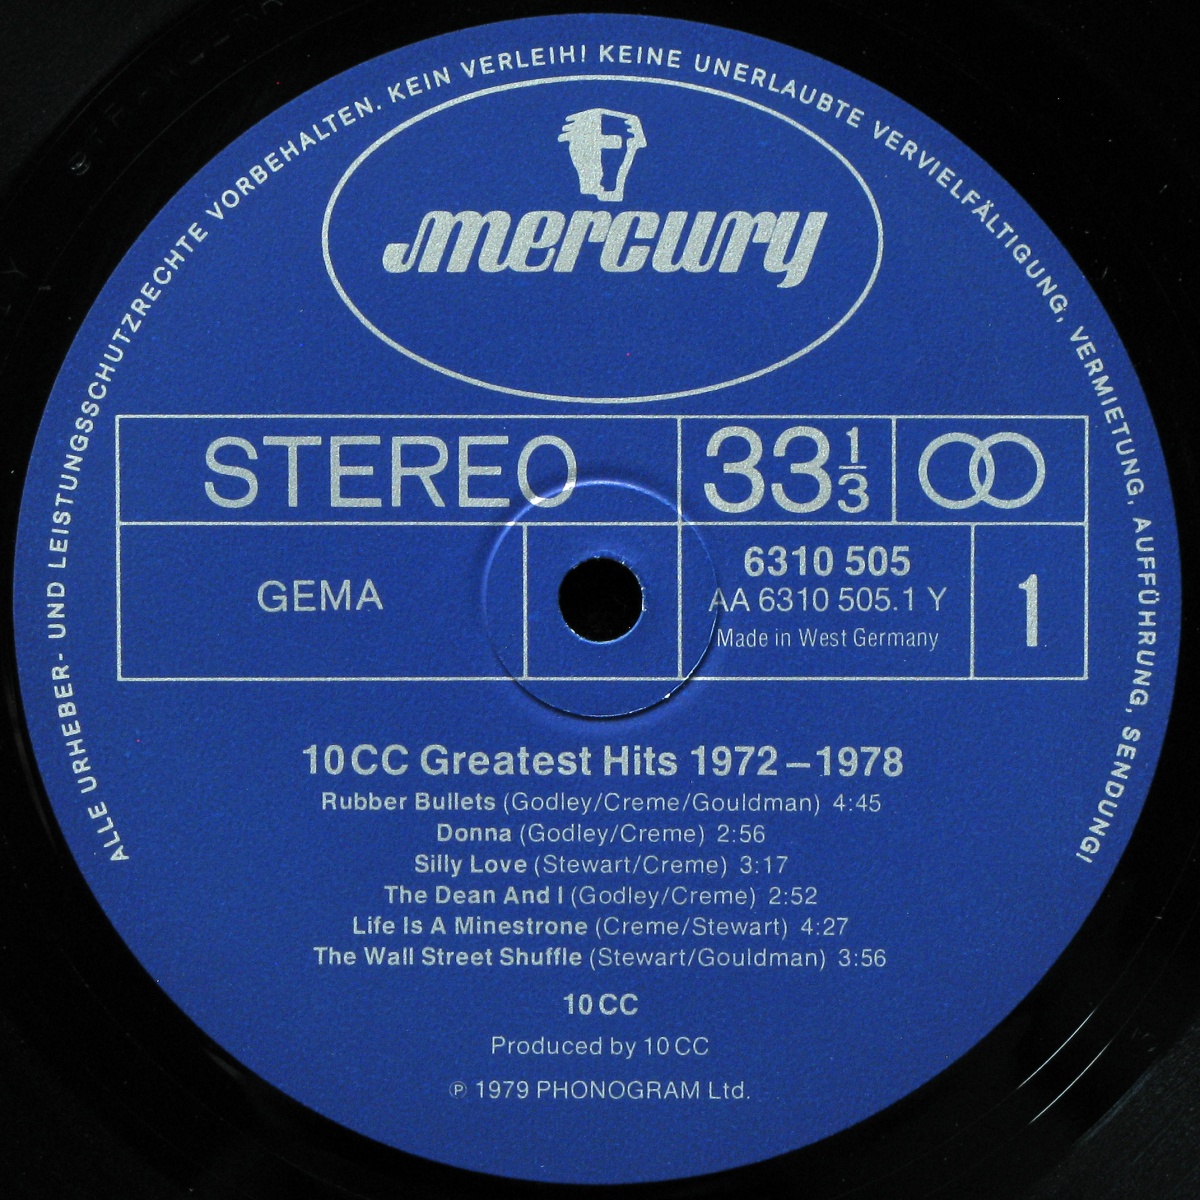 ALLE URHEBER- UND LEISTUNGSSCHUTZRECHTE VORBEHALTEN. KEIN VERLEIH! KEINE UNERLAUBTE VERVIELFÄLTIGUNG, VERMIETUNG, AUFFÜHRUNG, SENDUNG!
mercury
STEREO 33 1/3
GEMA
6310 505
AA 6310 505.1 Y
Made in West Germany
1
10CC Greatest Hits 1972–1978
Rubber Bullets (Godley/Creme/Gouldman) 4:45
Donna (Godley/Creme) 2:56
Silly Love (Stewart/Creme) 3:17
The Dean And I (Godley/Creme) 2:52
Life Is A Minestrone (Creme/Stewart) 4:27
The Wall Street Shuffle (Stewart/Gouldman) 3:56
10CC
Produced by 10CC
℗ 1979 PHONOGRAM Ltd.